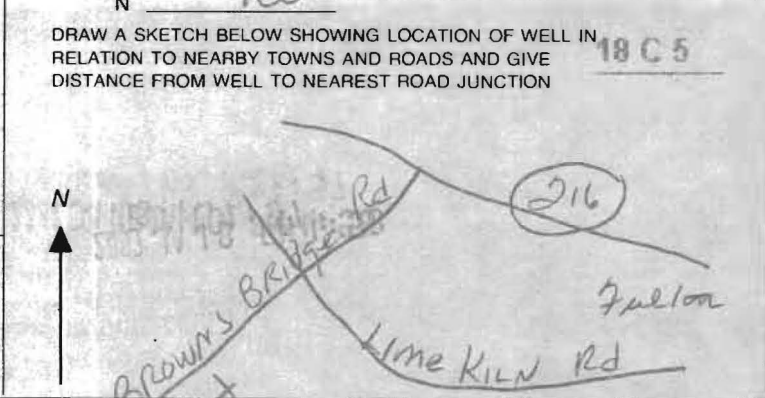 N
DRAW A SKETCH BELOW SHOWING LOCATION OF WELL IN
RELATION TO NEARBY TOWNS AND ROADS AND GIVE
DISTANCE FROM WELL TO NEAREST ROAD JUNCTION
18 C 5
N
216
Fulton
BROWN'S BRIDGE Rd
Lime KILN Rd